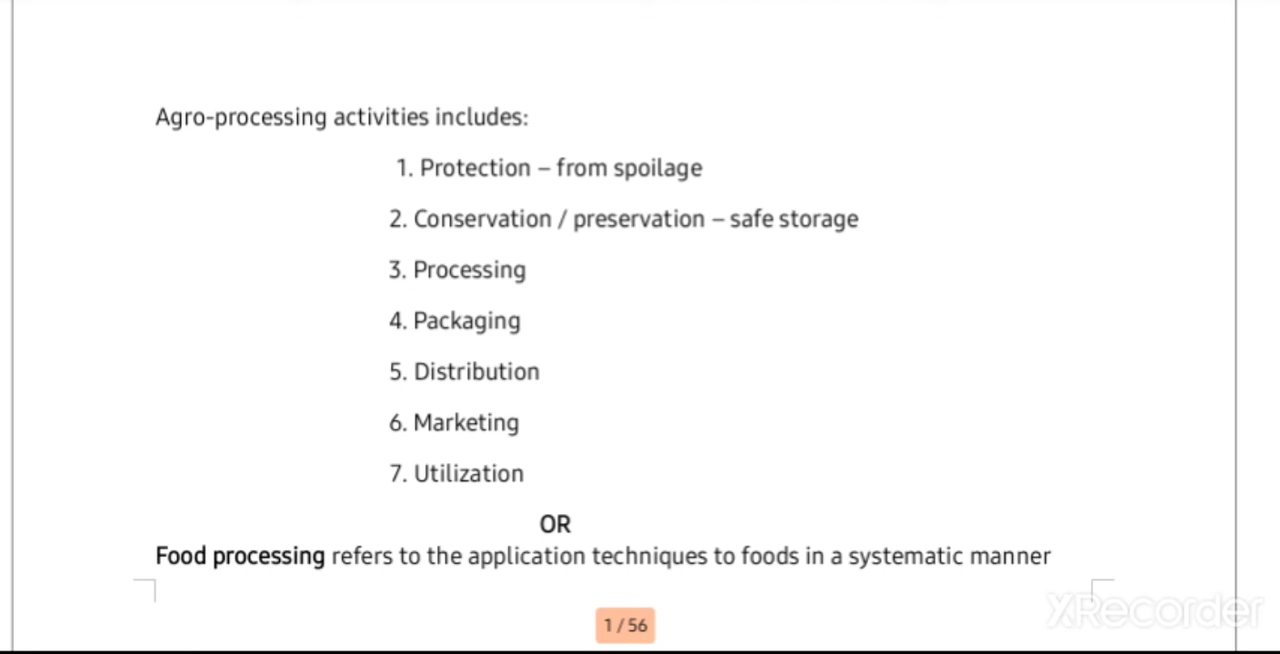 Agro-processing activities includes:
1. Protection – from spoilage
2. Conservation / preservation – safe storage
3. Processing
4. Packaging
5. Distribution
6. Marketing
7. Utilization
OR
Food processing refers to the application techniques to foods in a systematic manner
XRecorder
1 / 56